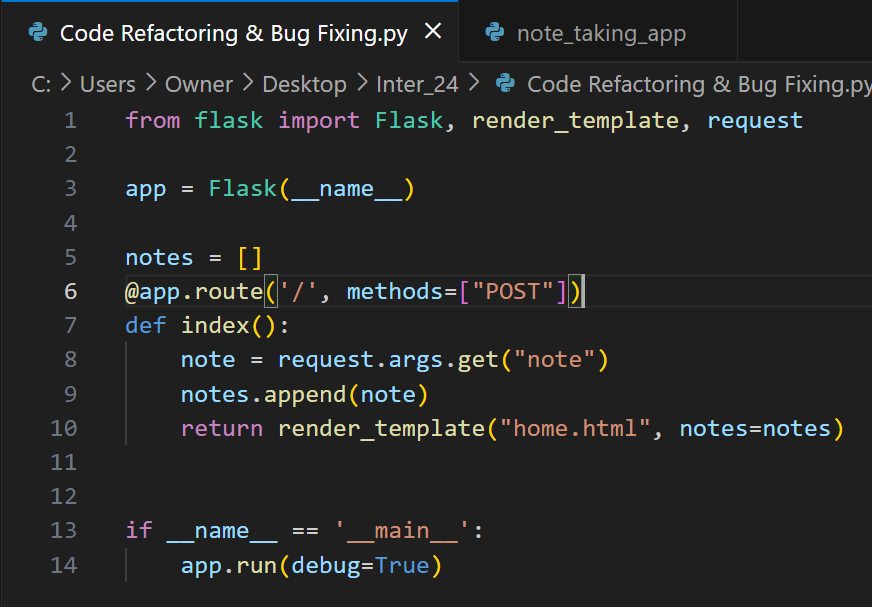 Code Refactoring & Bug Fixing.py × note_taking_app
C: > Users > Owner > Desktop > Inter_24 > Code Refactoring & Bug Fixing.py
1 from flask import Flask, render_template, request
2
3 app = Flask(__name__)
4
5 notes = []
6 @app.route('/', methods=["POST"])
7 def index():
8     note = request.args.get("note")
9     notes.append(note)
10     return render_template("home.html", notes=notes)
11
12
13 if __name__ == '__main__':
14     app.run(debug=True)